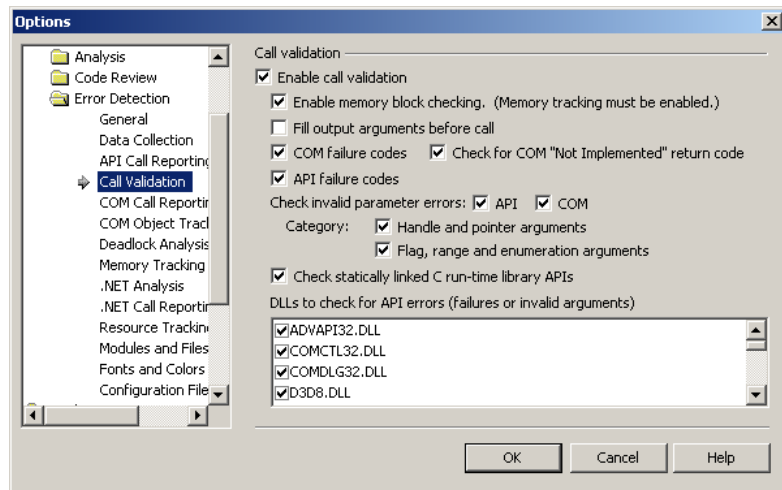 Options
Analysis
Code Review
Error Detection
General
Data Collection
API Call Reporting
Call Validation
COM Call Reportin
COM Object Tracl
Deadlock Analysis
Memory Tracking
.NET Analysis
.NET Call Reportin
Resource Tracking
Modules and Files
Fonts and Colors
Configuration File
Call validation
Enable call validation
Enable memory block checking. (Memory tracking must be enabled.)
Fill output arguments before call
COM failure codes Check for COM "Not Implemented" return code
API failure codes
Check invalid parameter errors: API COM
Category: Handle and pointer arguments
Flag, range and enumeration arguments
Check statically linked C run-time library APIs
DLLs to check for API errors (failures or invalid arguments)
ADVAPI32.DLL
COMCTL32.DLL
COMDLG32.DLL
D3D8.DLL
OK Cancel Help